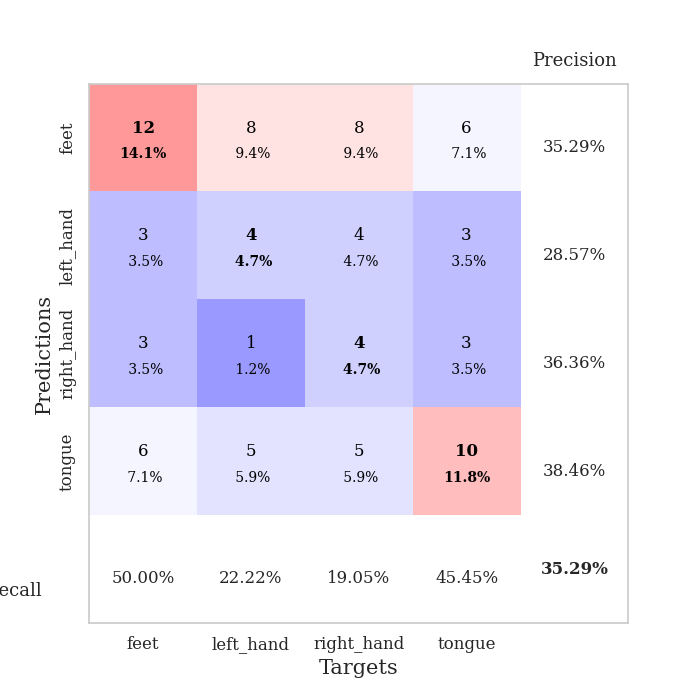 Precision
feet 12 8 8 6 35.29%
14.1% 9.4% 9.4% 7.1%
left_hand 3 4 4 3 28.57%
3.5% 4.7% 4.7% 3.5%
right_hand 3 1 4 3 36.36%
3.5% 1.2% 4.7% 3.5%
tongue 6 5 5 10 38.46%
7.1% 5.9% 5.9% 11.8%
Predictions
ecall 50.00% 22.22% 19.05% 45.45% 35.29%
feet left_hand right_hand tongue
Targets